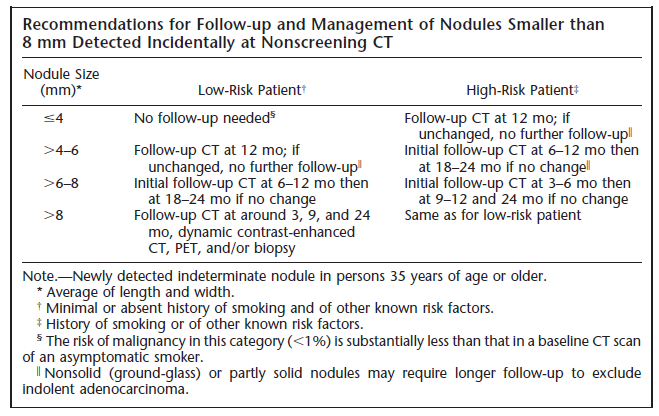 Recommendations for Follow-up and Management of Nodules Smaller than
8 mm Detected Incidentally at Nonscreening CT
Nodule Size
(mm)* Low-Risk Patient† High-Risk Patient‡
≤4 No follow-up needed§ Follow-up CT at 12 mo; if
unchanged, no further follow-up‖
>4–6 Follow-up CT at 12 mo; if Initial follow-up CT at 6–12 mo then
unchanged, no further follow-up‖ at 18–24 mo if no change‖
>6–8 Initial follow-up CT at 6–12 mo then Initial follow-up CT at 3–6 mo then
at 18–24 mo if no change at 9–12 and 24 mo if no change
>8 Follow-up CT at around 3, 9, and 24 Same as for low-risk patient
mo, dynamic contrast-enhanced
CT, PET, and/or biopsy
Note.—Newly detected indeterminate nodule in persons 35 years of age or older.
* Average of length and width.
† Minimal or absent history of smoking and of other known risk factors.
‡ History of smoking or of other known risk factors.
§ The risk of malignancy in this category (<1%) is substantially less than that in a baseline CT scan
of an asymptomatic smoker.
‖ Nonsolid (ground-glass) or partly solid nodules may require longer follow-up to exclude
indolent adenocarcinoma.